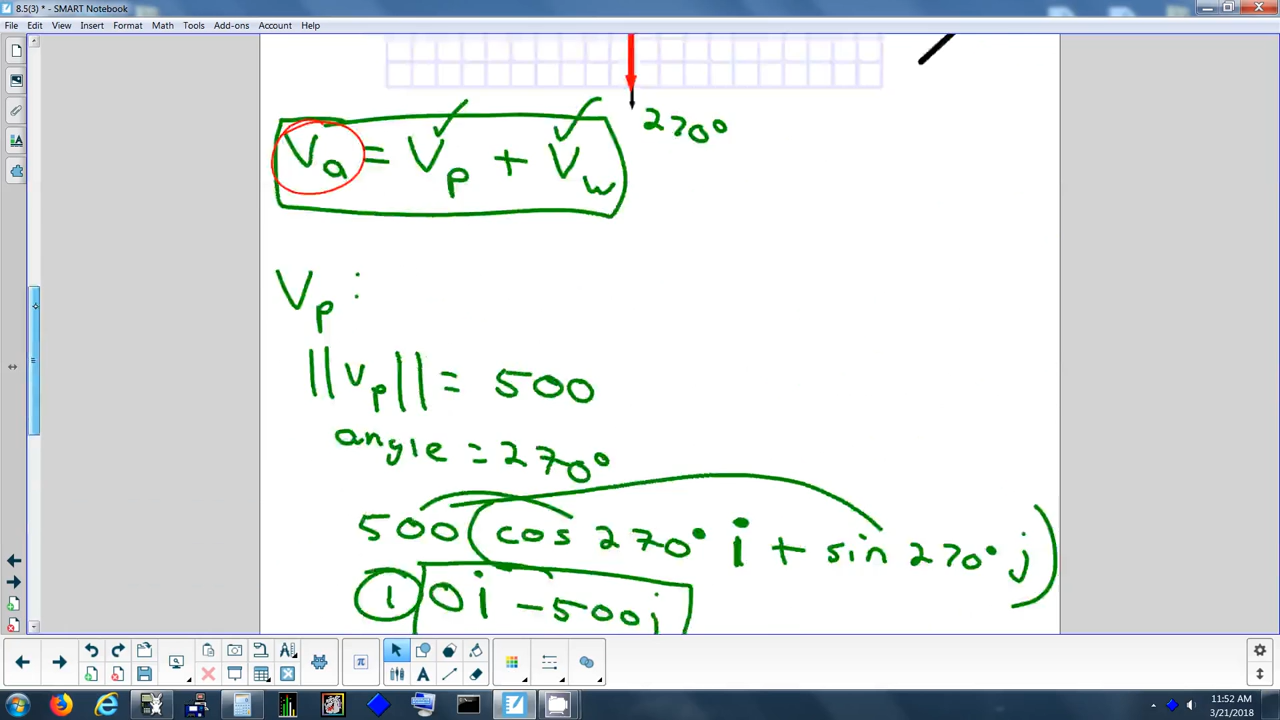 8.5(3) * - SMART Notebook
File Edit View Insert Format Math Tools Add-ons Account Help
270°
Va = Vp + Vw
Vp :
||vp|| = 500
angle = 270°
500 (cos 270° i + sin 270° j)
1 0i - 500j
11:52 AM
3/21/2018